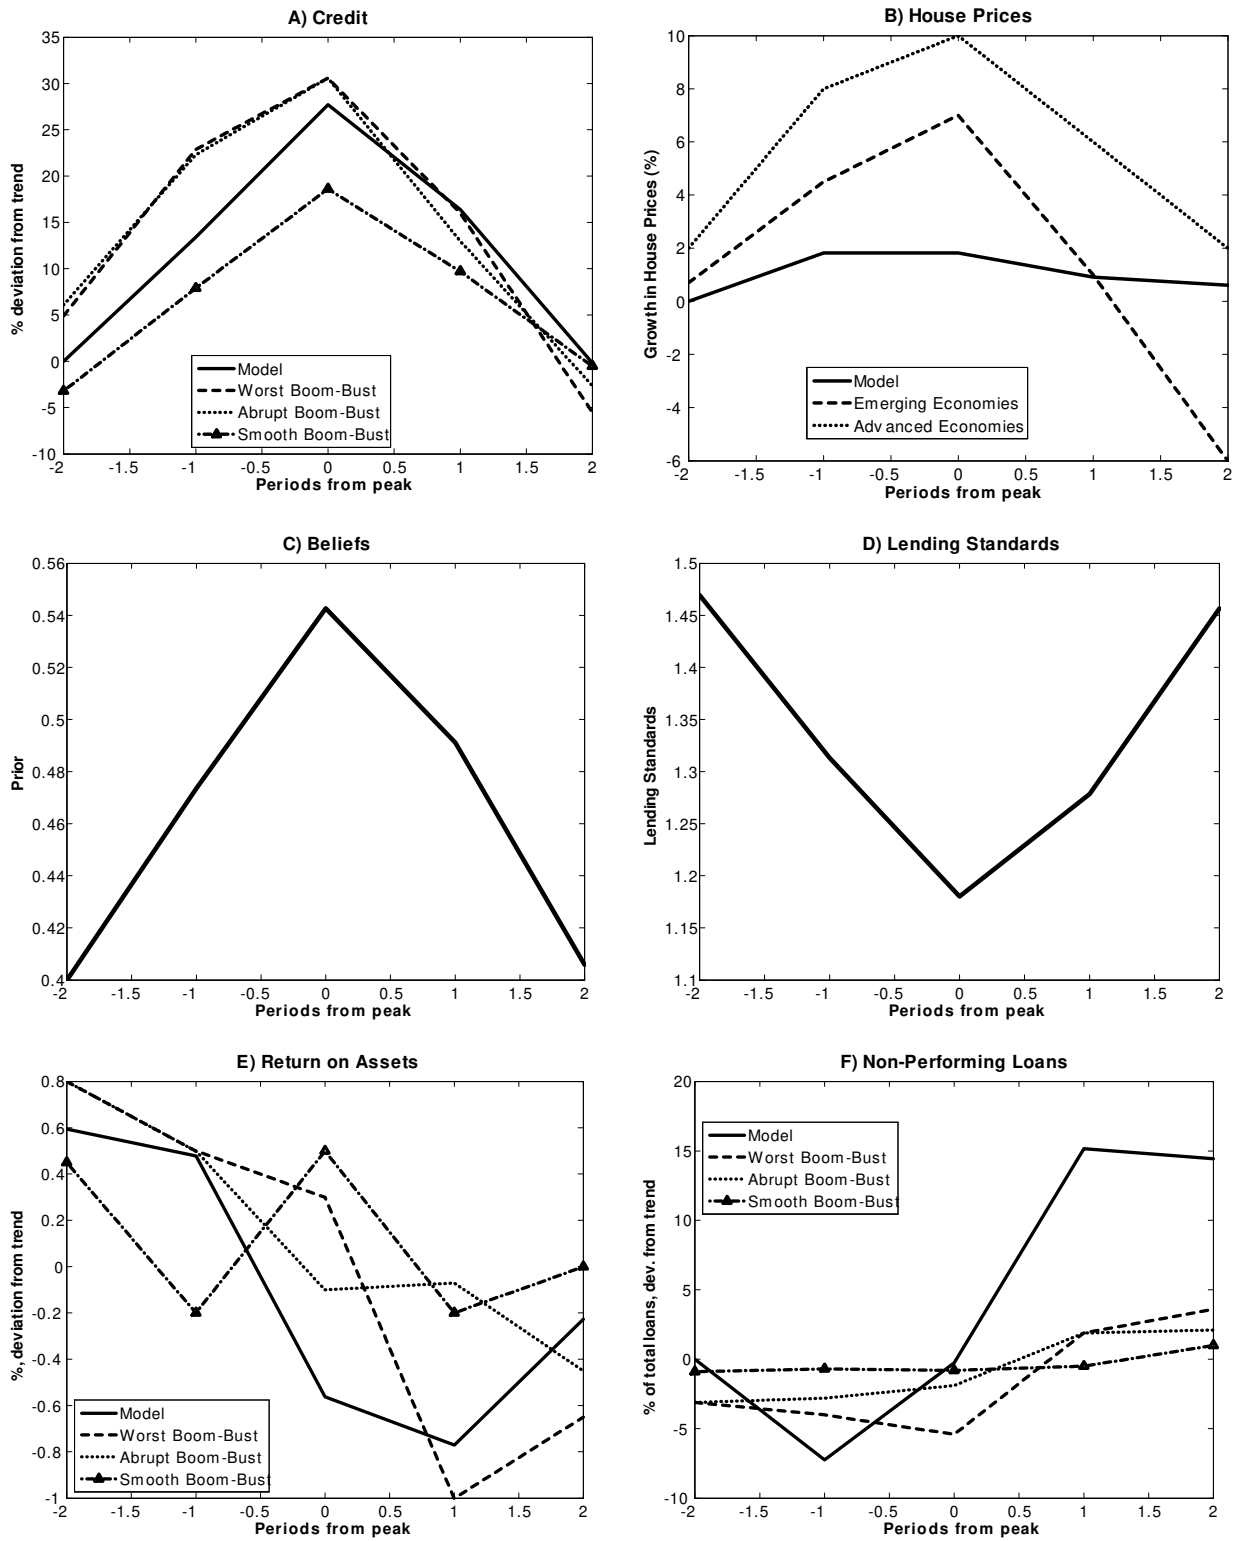 A) Credit
35
30
25
20
15
10
5
0
-5
-10
% deviation from trend
Model
Worst Boom-Bust
Abrupt Boom-Bust
Smooth Boom-Bust
-2 -1.5 -1 -0.5 0 0.5 1 1.5 2
Periods from peak
B) House Prices
10
8
6
4
2
0
-2
-4
-6
Growth in House Prices (%)
Model
Emerging Economies
Advanced Economies
-2 -1.5 -1 -0.5 0 0.5 1 1.5 2
Periods from peak
C) Beliefs
0.56
0.54
0.52
0.5
0.48
0.46
0.44
0.42
0.4
Prior
-2 -1.5 -1 -0.5 0 0.5 1 1.5 2
Periods from peak
D) Lending Standards
1.5
1.45
1.4
1.35
1.3
1.25
1.2
1.15
1.1
Lending Standards
-2 -1.5 -1 -0.5 0 0.5 1 1.5 2
Periods from peak
E) Return on Assets
0.8
0.6
0.4
0.2
0
-0.2
-0.4
-0.6
-0.8
-1
%, deviation from trend
Model
Worst Boom-Bust
Abrupt Boom-Bust
Smooth Boom-Bust
-2 -1.5 -1 -0.5 0 0.5 1 1.5 2
Periods from peak
F) Non-Performing Loans
20
15
10
5
0
-5
-10
% of total loans, dev. from trend
Model
Worst Boom-Bust
Abrupt Boom-Bust
Smooth Boom-Bust
-2 -1.5 -1 -0.5 0 0.5 1 1.5 2
Periods from peak